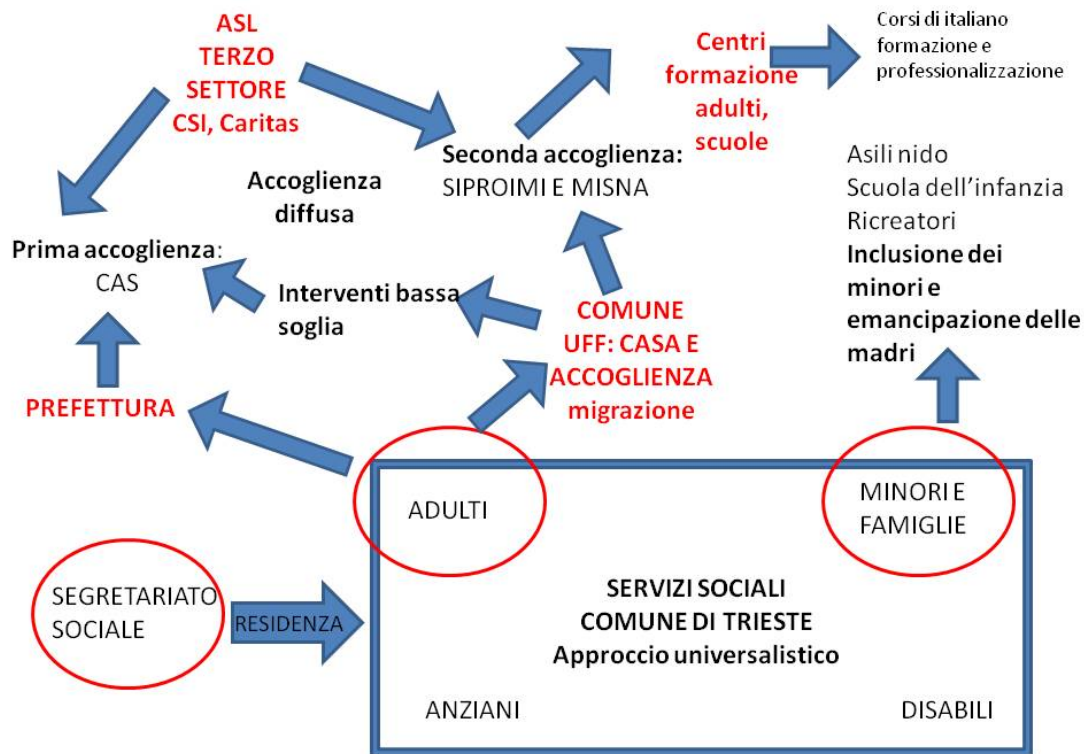 ASL
TERZO
SETTORE
CSI, Caritas
Centri
formazione
adulti,
scuole
Corsi di italiano
formazione e
professionalizzazione
Accoglienza
diffusa
Seconda accoglienza:
SIPROIMI E MISNA
Asili nido
Scuola dell'infanzia
Ricreatori
Inclusione dei
minori e
emancipazione delle
madri
Prima accoglienza:
CAS
Interventi bassa
soglia
COMUNE
UFF: CASA E
ACCOGLIENZA
migrazione
PREFETTURA
ADULTI
MINORI E
FAMIGLIE
SEGRETARIATO
SOCIALE
RESIDENZA
SERVIZI SOCIALI
COMUNE DI TRIESTE
Approccio universalistico
ANZIANI
DISABILI